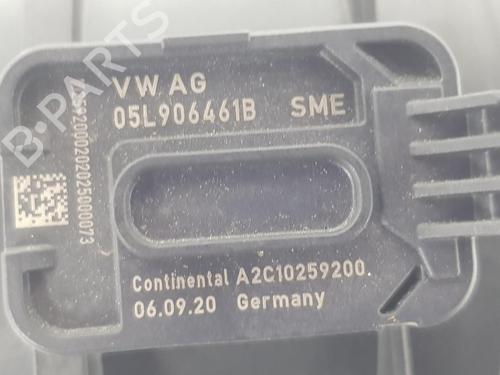 VW AG
05L906461B SME
Continental A2C10259200.
06.09.20 Germany
B-PARTS